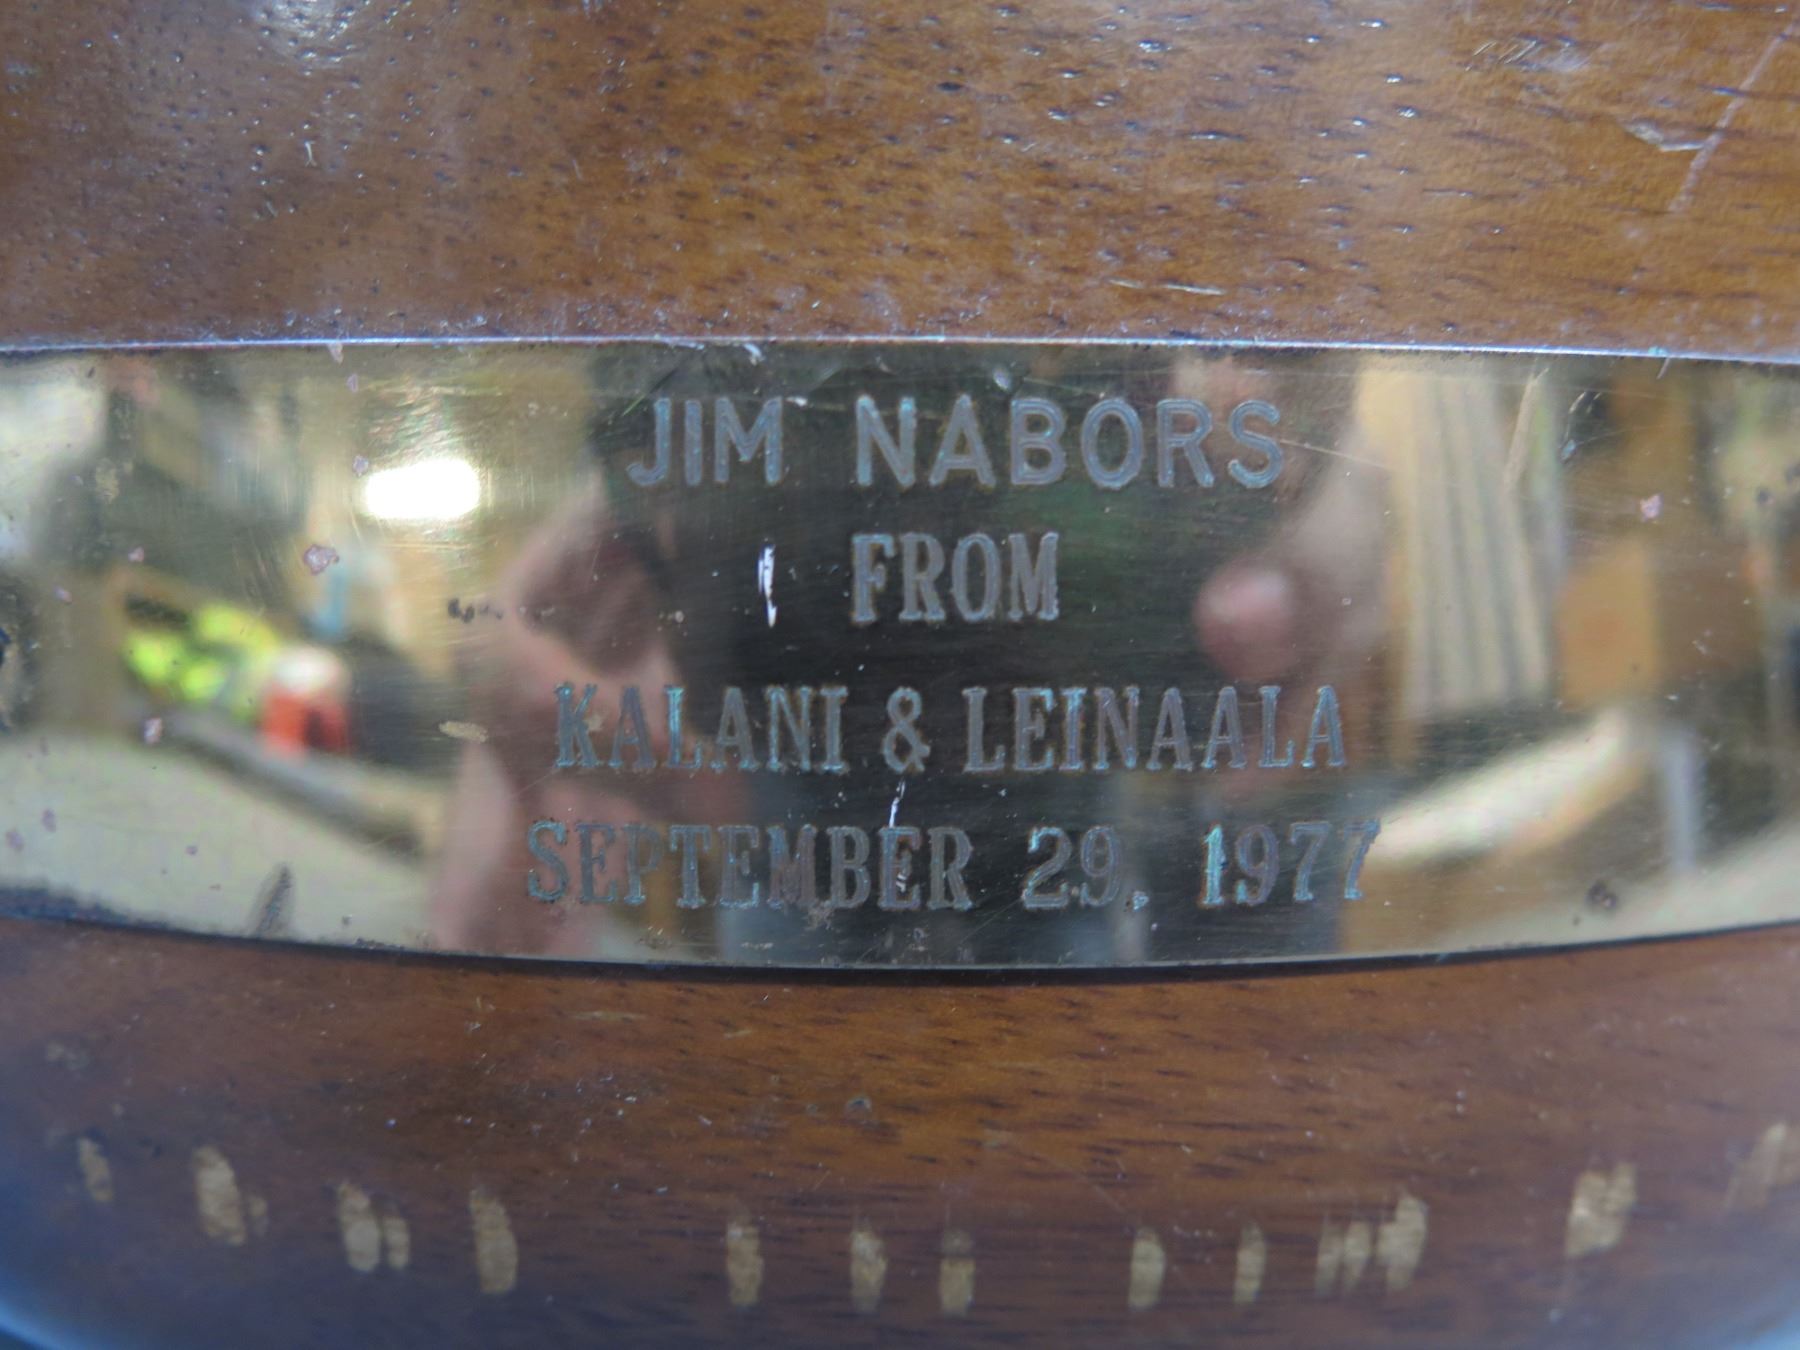 JIM NABORS
FROM
KALANI & LEINAALA
SEPTEMBER 29, 1977